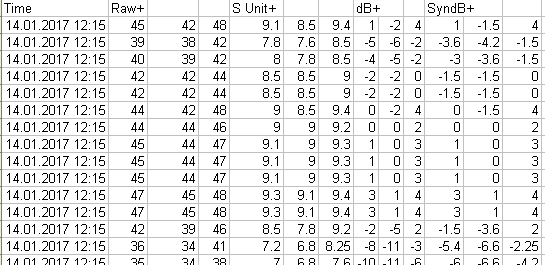 Time Raw+ S Unit+ dB+ SyndB+
14.01.2017 12:15 45 42 48 9.1 8.5 9.4 1 -2 4 1 -1.5 4
14.01.2017 12:15 39 38 42 7.8 7.6 8.5 -5 -6 -2 -3.6 -4.2 -1.5
14.01.2017 12:15 40 39 42 8 7.8 8.5 -4 -5 -2 -3 -3.6 -1.5
14.01.2017 12:15 42 42 44 8.5 8.5 9 -2 -2 0 -1.5 -1.5 0
14.01.2017 12:15 42 42 44 8.5 8.5 9 -2 -2 0 -1.5 -1.5 0
14.01.2017 12:15 44 42 48 9 8.5 9.4 0 -2 4 0 -1.5 4
14.01.2017 12:15 44 44 46 9 9 9.2 0 0 2 0 0 2
14.01.2017 12:15 45 44 47 9.1 9 9.3 1 0 3 1 0 3
14.01.2017 12:15 45 44 47 9.1 9 9.3 1 0 3 1 0 3
14.01.2017 12:15 45 44 47 9.1 9 9.3 1 0 3 1 0 3
14.01.2017 12:15 47 45 48 9.3 9.1 9.4 3 1 4 3 1 4
14.01.2017 12:15 47 45 48 9.3 9.1 9.4 3 1 4 3 1 4
14.01.2017 12:15 42 39 46 8.5 7.8 9.2 -2 -5 2 -1.5 -3.6 2
14.01.2017 12:15 36 34 41 7.2 6.8 8.25 -8 -11 -3 -5.4 -6.6 -2.25
14.01.2017 12:15 35 34 38 7 6.8 7.6 -10 -11 -6 -6 -6.6 -4.2